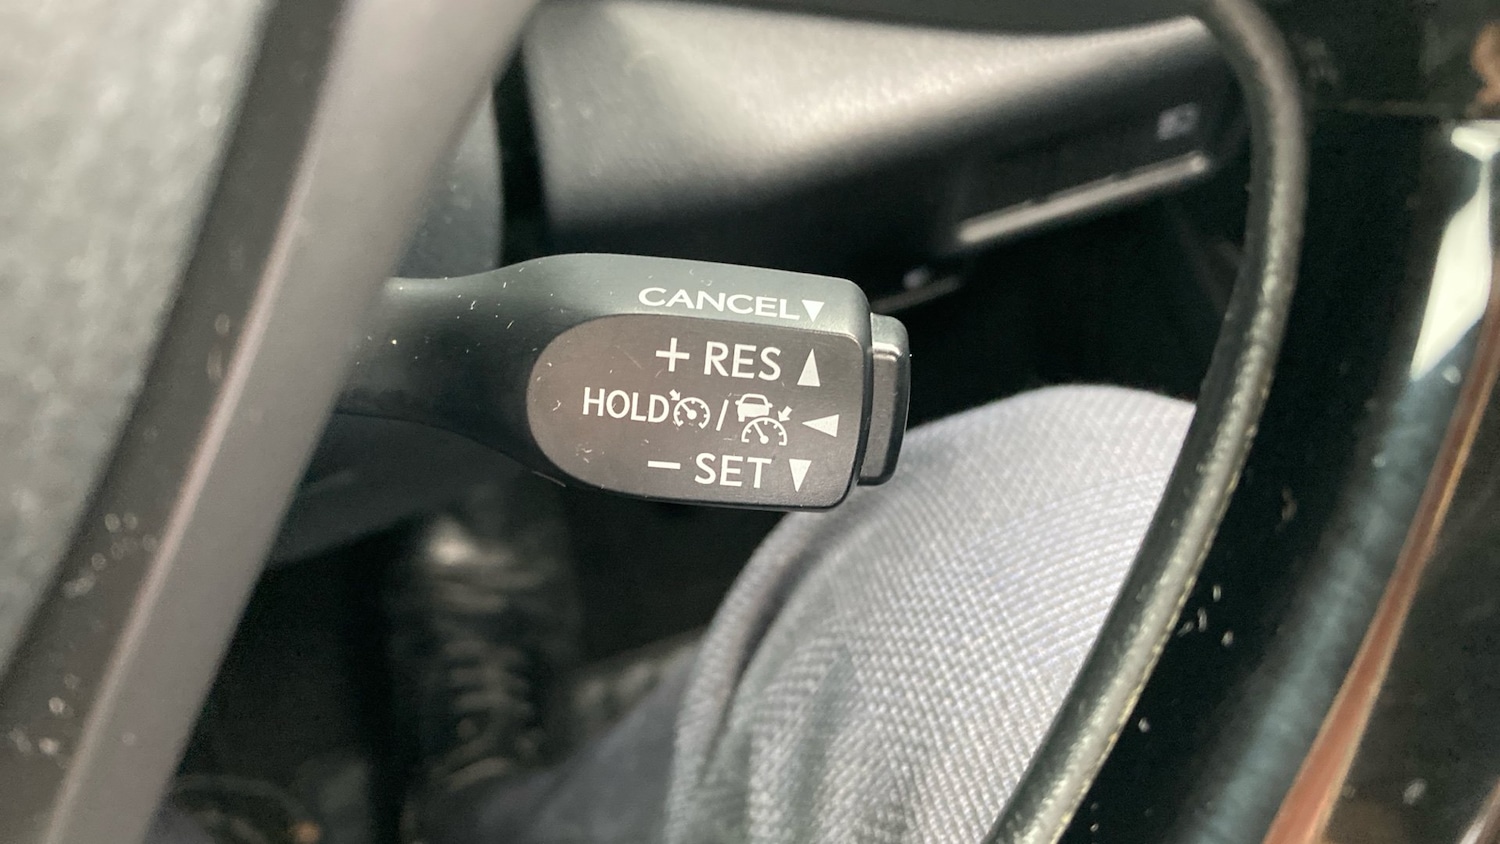 CANCEL▼
+ RES ▲
HOLD / ◀
− SET ▼